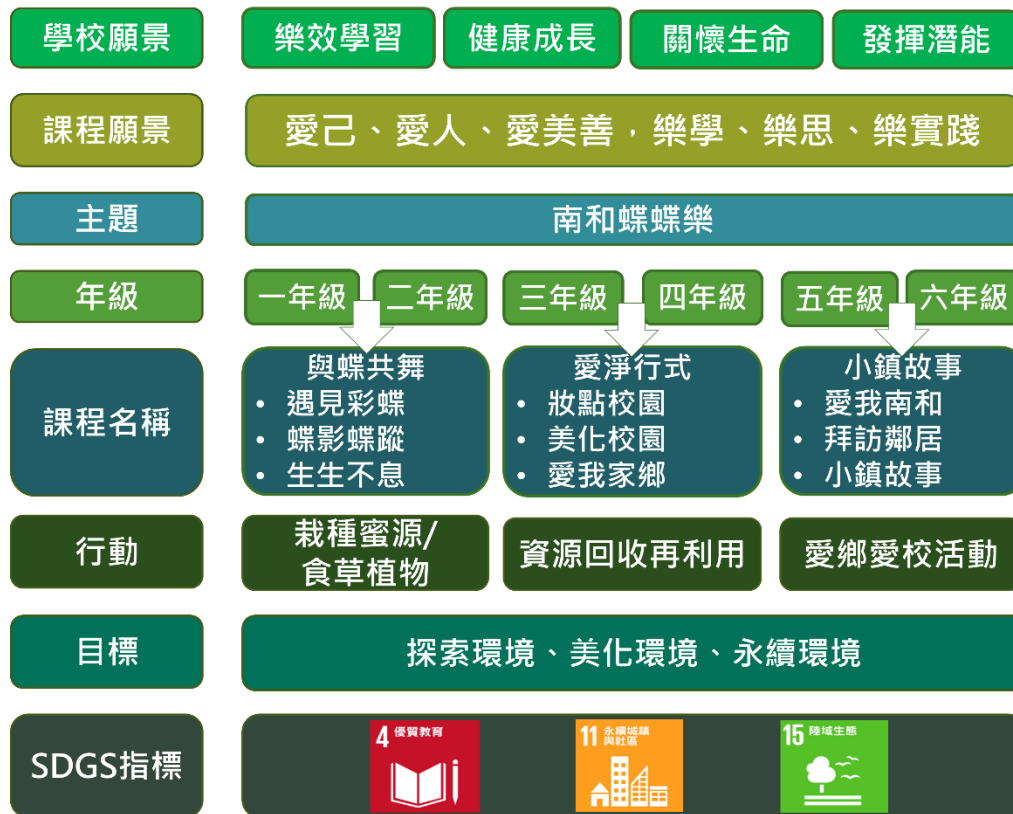 學校願景
樂效學習
健康成長
關懷生命
發揮潛能
課程願景
愛己、愛人、愛美善，樂學、樂思、樂實踐
主題
南和蝶蝶樂
年級
一年級
二年級
三年級
四年級
五年級
六年級
課程名稱
與蝶共舞
• 遇見彩蝶
• 蝶影蝶蹤
• 生生不息
愛淨行式
• 妝點校園
• 美化校園
• 愛我家鄉
小鎮故事
• 愛我南和
• 拜訪鄰居
• 小鎮故事
行動
栽種蜜源/
食草植物
資源回收再利用
愛鄉愛校活動
目標
探索環境、美化環境、永續環境
SDGS指標
4 優質教育
11 永續城鎮
與社區
15 陸域生態